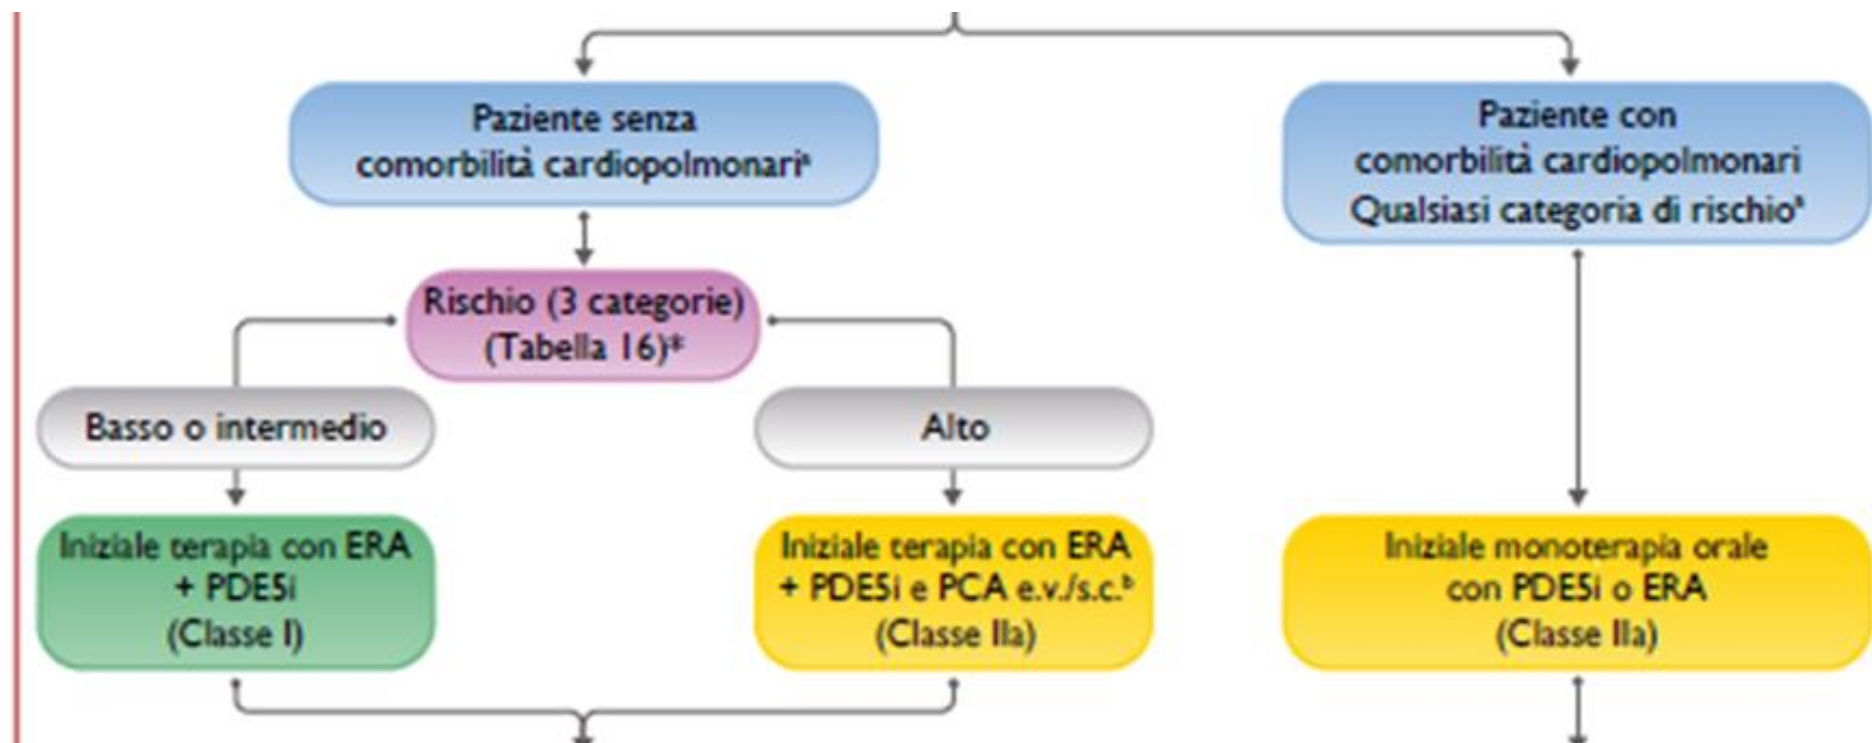 Paziente senza
comorbilità cardiopolmonariᵃ
Paziente con
comorbilità cardiopolmonari
Qualsiasi categoria di rischioᵃ
Rischio (3 categorie)
(Tabella 16)*
Basso o intermedio
Alto
Iniziale terapia con ERA
+ PDE5i
(Classe I)
Iniziale terapia con ERA
+ PDE5i e PCA e.v./s.c.ᵇ
(Classe IIa)
Iniziale monoterapia orale
con PDE5i o ERA
(Classe IIa)